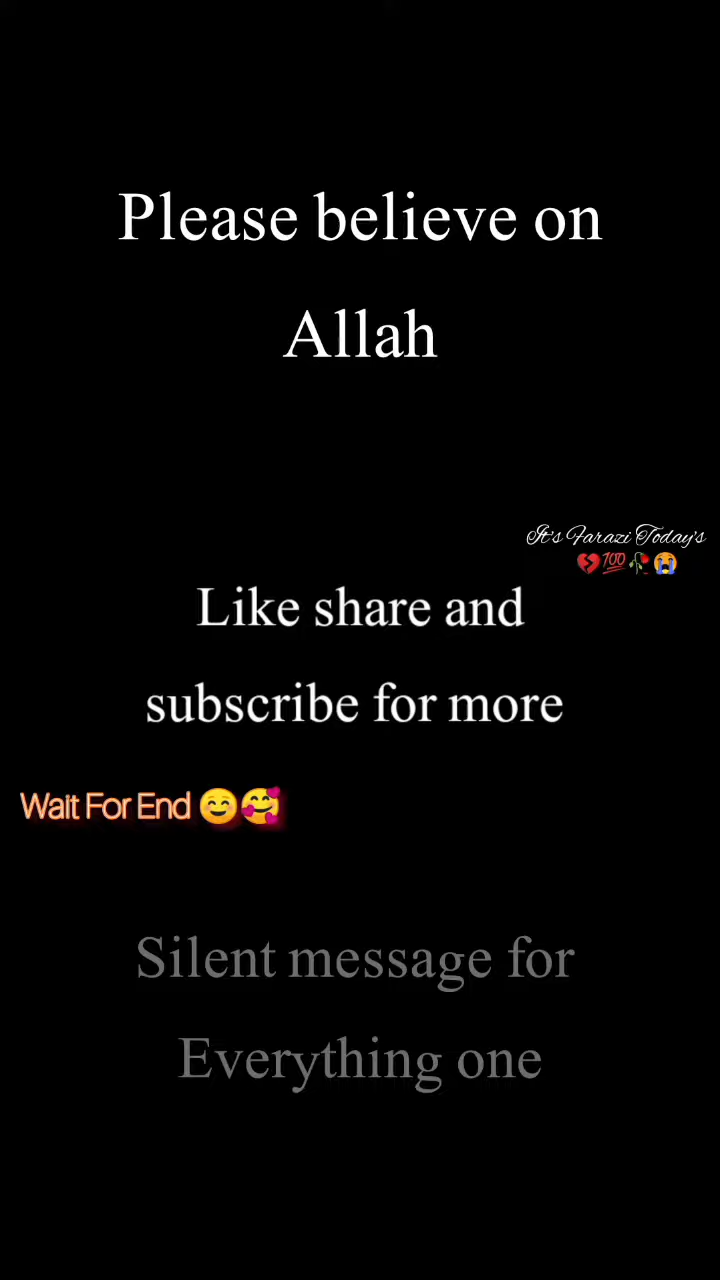 Please believe on
Allah
It's Farazi Today's
💔💯🥀😭
Like share and
subscribe for more
Wait For End ☺️🥰
Silent message for
Everything one